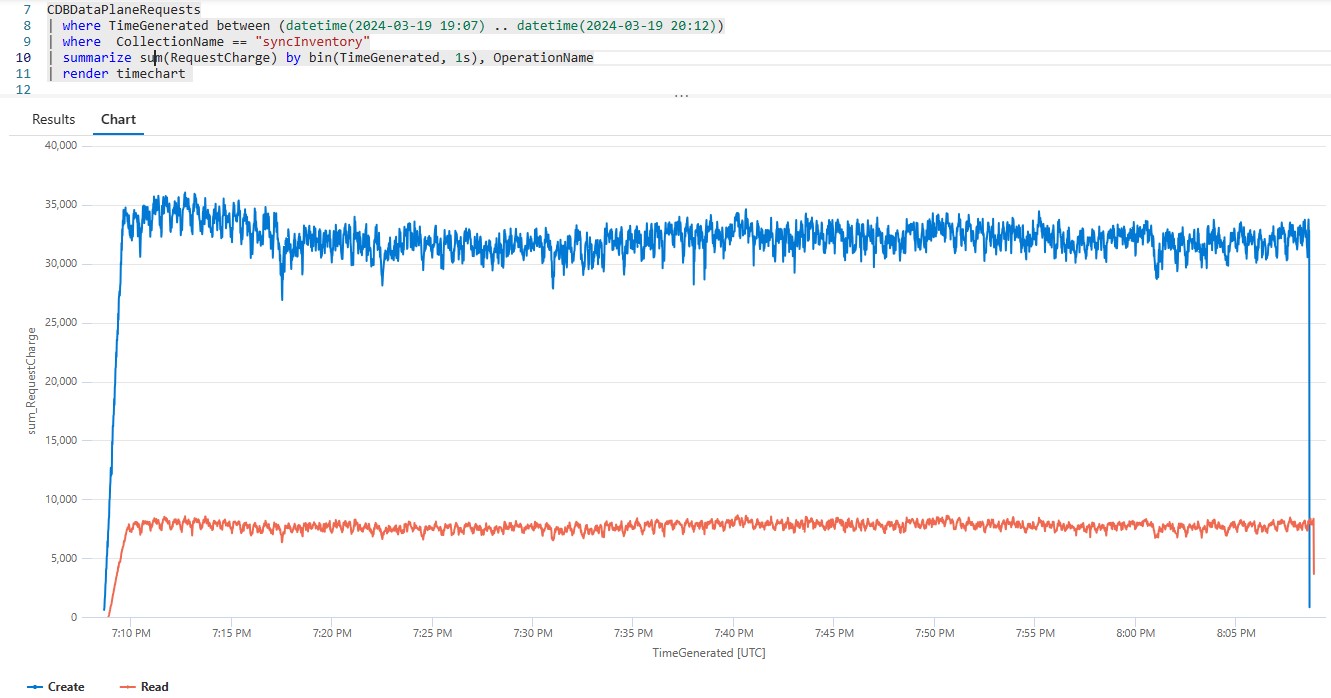 7 CDBDataPlaneRequests
8 | where TimeGenerated between (datetime(2024-03-19 19:07) .. datetime(2024-03-19 20:12))
9 | where  CollectionName == "syncInventory"
10 | summarize sum(RequestCharge) by bin(TimeGenerated, 1s), OperationName
11 | render timechart
12
...
Results Chart
40,000
35,000
30,000
25,000
20,000
15,000
10,000
5,000
0
sum_RequestCharge
7:10 PM 7:15 PM 7:20 PM 7:25 PM 7:30 PM 7:35 PM 7:40 PM 7:45 PM 7:50 PM 7:55 PM 8:00 PM 8:05 PM
TimeGenerated [UTC]
Create Read